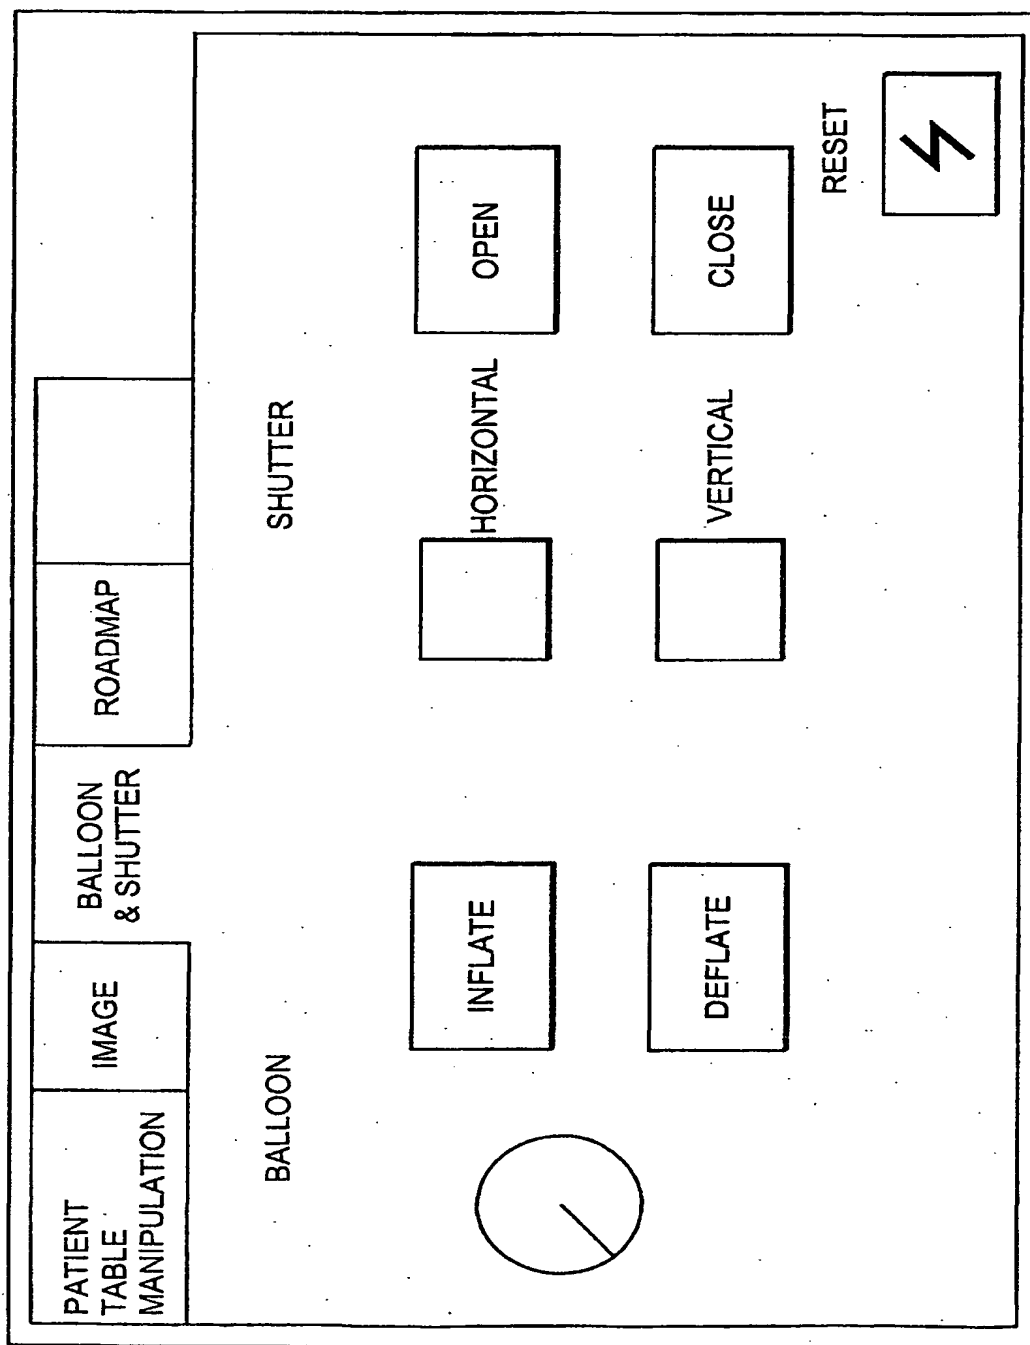 PATIENT
TABLE
MANIPULATION
IMAGE
BALLOON
& SHUTTER
ROADMAP
BALLOON
SHUTTER
INFLATE
HORIZONTAL
OPEN
DEFLATE
VERTICAL
CLOSE
RESET